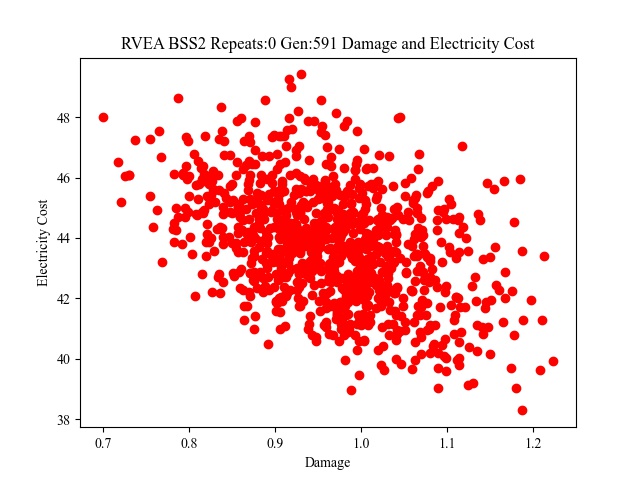 RVEA BSS2 Repeats:0 Gen:591 Damage and Electricity Cost
48
46
44
42
40
38
Electricity Cost
0.7 0.8 0.9 1.0 1.1 1.2
Damage